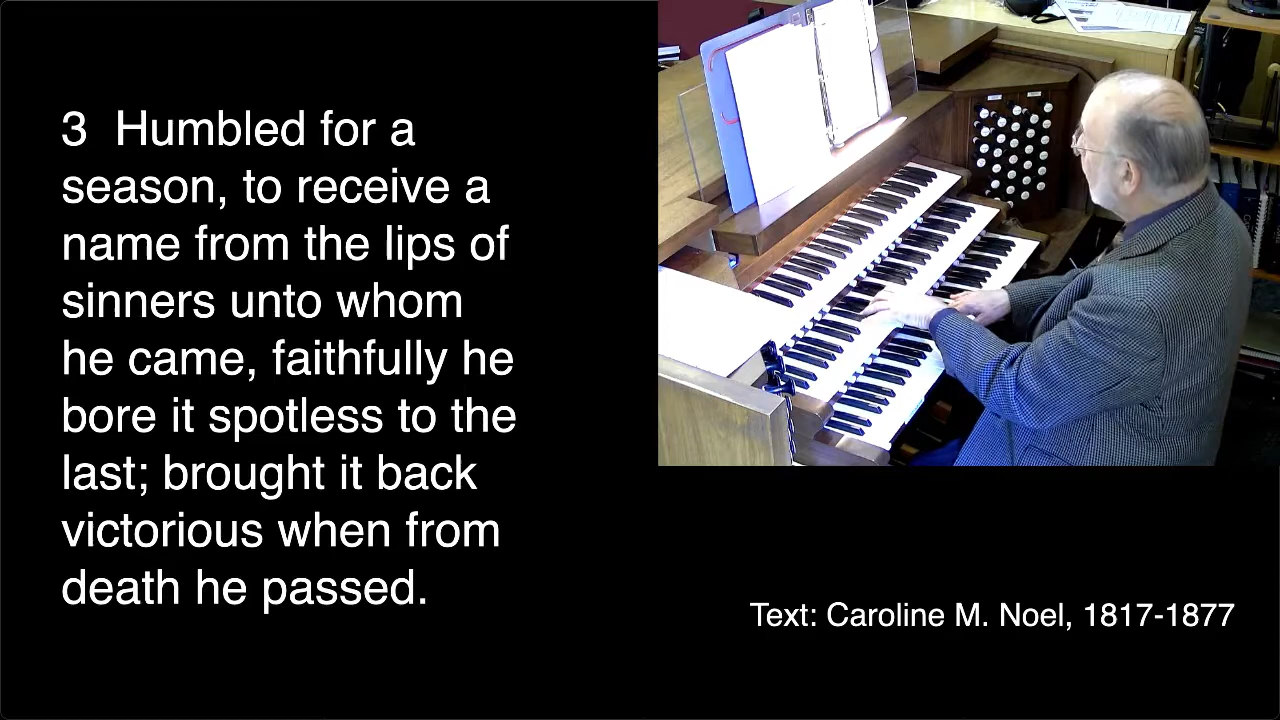 3  Humbled for a
season, to receive a
name from the lips of
sinners unto whom
he came, faithfully he
bore it spotless to the
last; brought it back
victorious when from
death he passed.
Text: Caroline M. Noel, 1817-1877